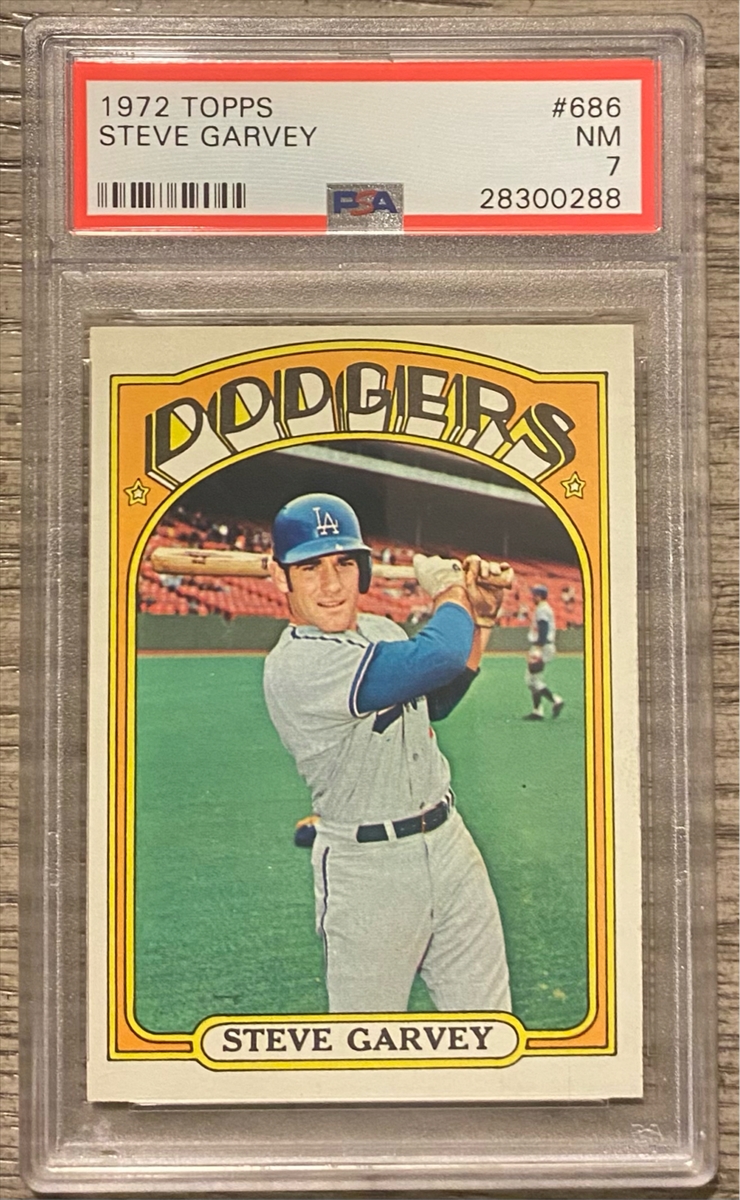 1972 TOPPS #686
STEVE GARVEY NM
7
PSA 28300288
DODGERS
LA
STEVE GARVEY